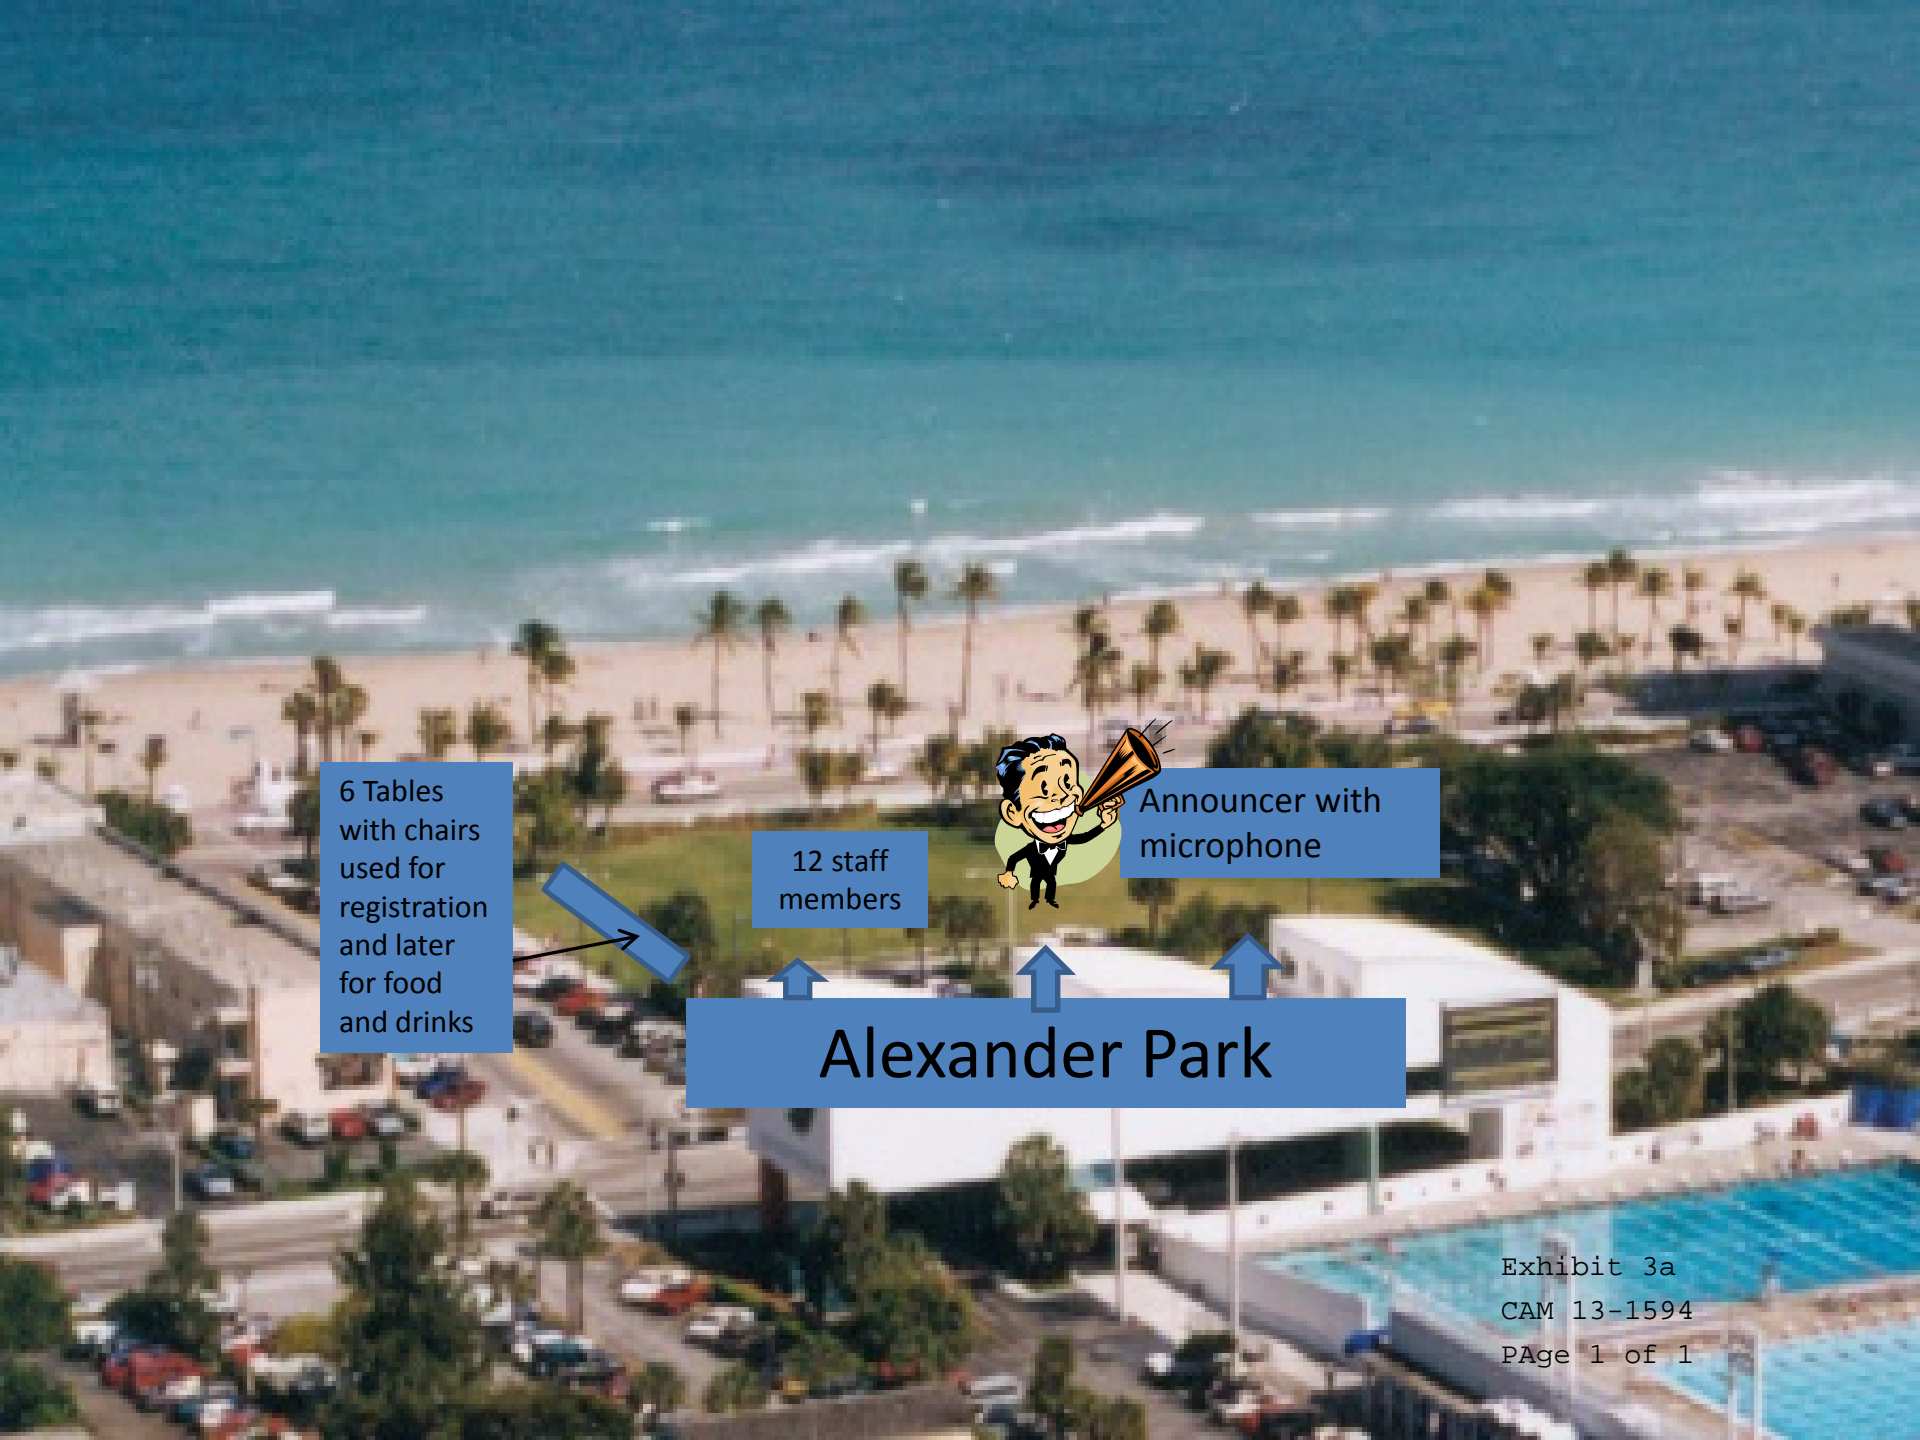 6 Tables
with chairs
used for
registration
and later
for food
and drinks
12 staff
members
Announcer with
microphone
Alexander Park
Exhibit 3a
CAM 13-1594
PAge 1 of 1